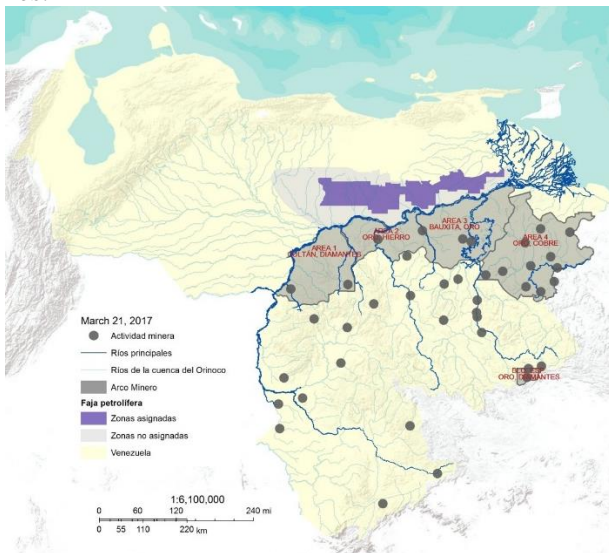 AREA 3
BAUXITA, ORO
AREA 2
ORO, HIERRO
AREA 4
ORO, COBRE
AREA 1
COLTÁN, DIAMANTES
ORO, DIAMANTES
March 21, 2017
Actividad minera
Ríos principales
Ríos de la cuenca del Orinoco
Arco Minero
Faja petrolífera
Zonas asignadas
Zonas no asignadas
Venezuela
1:6,100,000
0 60 120 240 mi
0 55 110 220 km